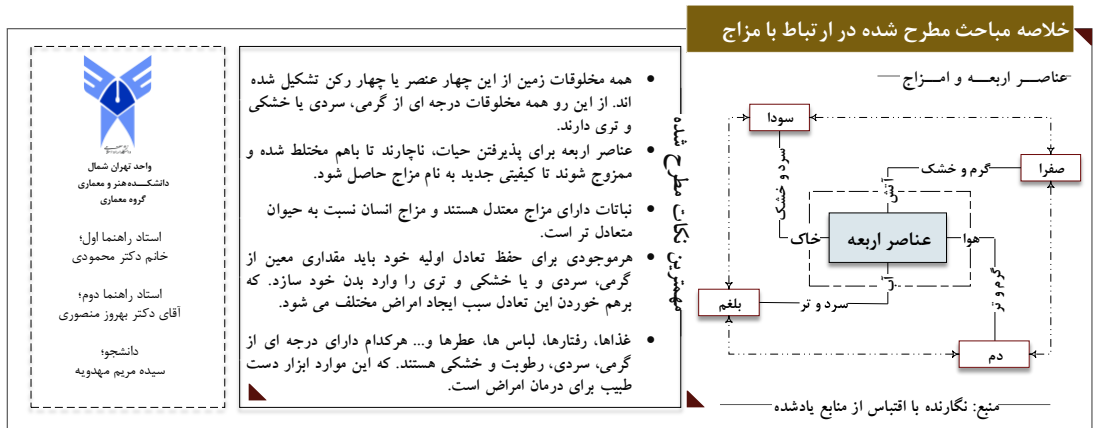 خلاصه مباحث مطرح شده در ارتباط با مزاج
عناصر اربعه و امزاج
سودا
صفرا
سرد و خشک
گرم و خشک
آتش
خاک
عناصر اربعه
هوا
آب
گرم و تر
سرد و تر
بلغم
دم
منبع: نگارنده با اقتباس از منابع یادشده
مهمترین نکات مطرح شده
• همه مخلوقات زمین از این چهار عنصر یا چهار رکن تشکیل شده
اند. از این رو همه مخلوقات درجه ای از گرمی، سردی یا خشکی
و تری دارند.
• عناصر اربعه برای پذیرفتن حیات، ناچارند تا باهم مختلط شده و
ممزوج شوند تا کیفیتی جدید به نام مزاج حاصل شود.
• نباتات دارای مزاج معتدل هستند و مزاج انسان نسبت به حیوان
متعادل تر است.
• هرموجودی برای حفظ تعادل اولیه خود باید مقداری معین از
گرمی، سردی و یا خشکی و تری را وارد بدن خود سازد. که
برهم خوردن این تعادل سبب ایجاد امراض مختلف می شود.
• غذاها، رفتارها، لباس ها، عطرها و... هرکدام دارای درجه ای از
گرمی، سردی، رطوبت و خشکی هستند. که این موارد ابزار دست
طبیب برای درمان امراض است.
واحد تهران شمال
دانشکده هنر و معماری
گروه معماری
استاد راهنما اول؛
خانم دکتر محمودی
استاد راهنما دوم؛
آقای دکتر بهروز منصوری
دانشجو؛
سیده مریم مهدویه